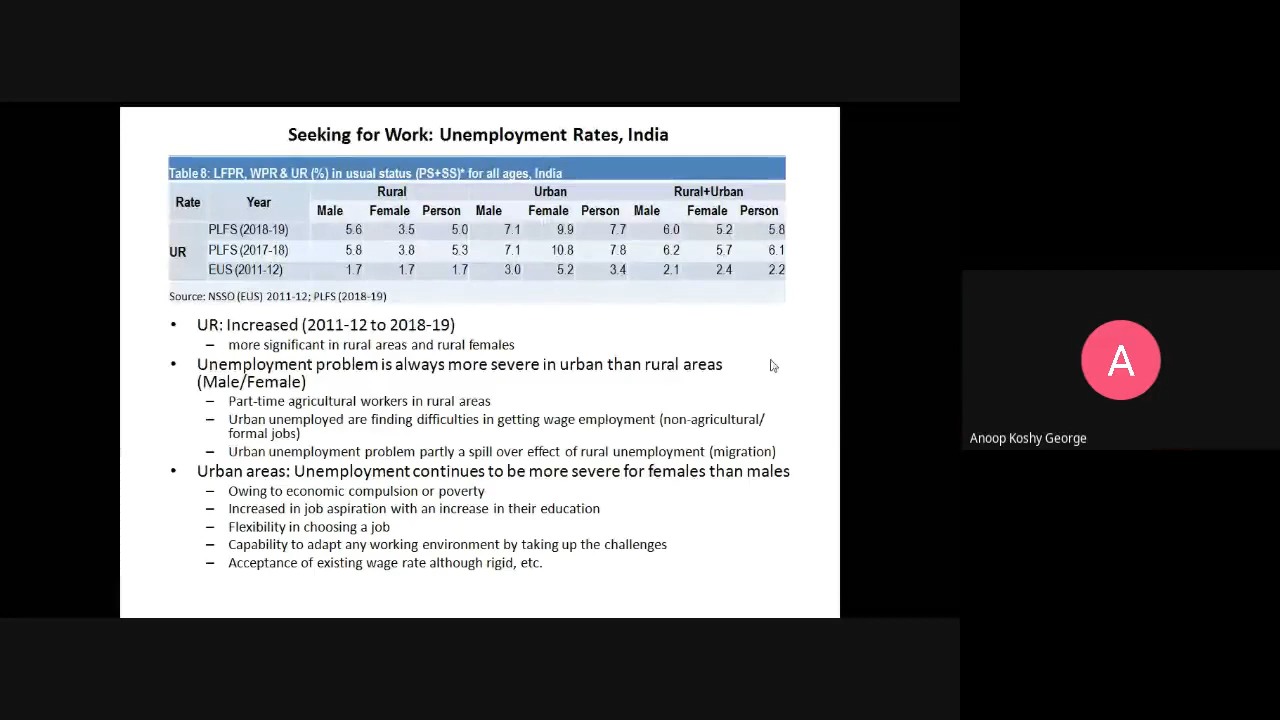 Seeking for Work: Unemployment Rates, India
Table 8: LFPR, WPR & UR (%) in usual status (PS+SS)* for all ages, India
Rate Year Rural Urban Rural+Urban
Male Female Person Male Female Person Male Female Person
UR PLFS (2018-19) 5.6 3.5 5.0 7.1 9.9 7.7 6.0 5.2 5.8
PLFS (2017-18) 5.8 3.8 5.3 7.1 10.8 7.8 6.2 5.7 6.1
EUS (2011-12) 1.7 1.7 1.7 3.0 5.2 3.4 2.1 2.4 2.2
Source: NSSO (EUS) 2011-12; PLFS (2018-19)
• UR: Increased (2011-12 to 2018-19)
– more significant in rural areas and rural females
• Unemployment problem is always more severe in urban than rural areas
(Male/Female)
– Part-time agricultural workers in rural areas
– Urban unemployed are finding difficulties in getting wage employment (non-agricultural/
formal jobs)
– Urban unemployment problem partly a spill over effect of rural unemployment (migration)
• Urban areas: Unemployment continues to be more severe for females than males
– Owing to economic compulsion or poverty
– Increased in job aspiration with an increase in their education
– Flexibility in choosing a job
– Capability to adapt any working environment by taking up the challenges
– Acceptance of existing wage rate although rigid, etc.
A
Anoop Koshy George